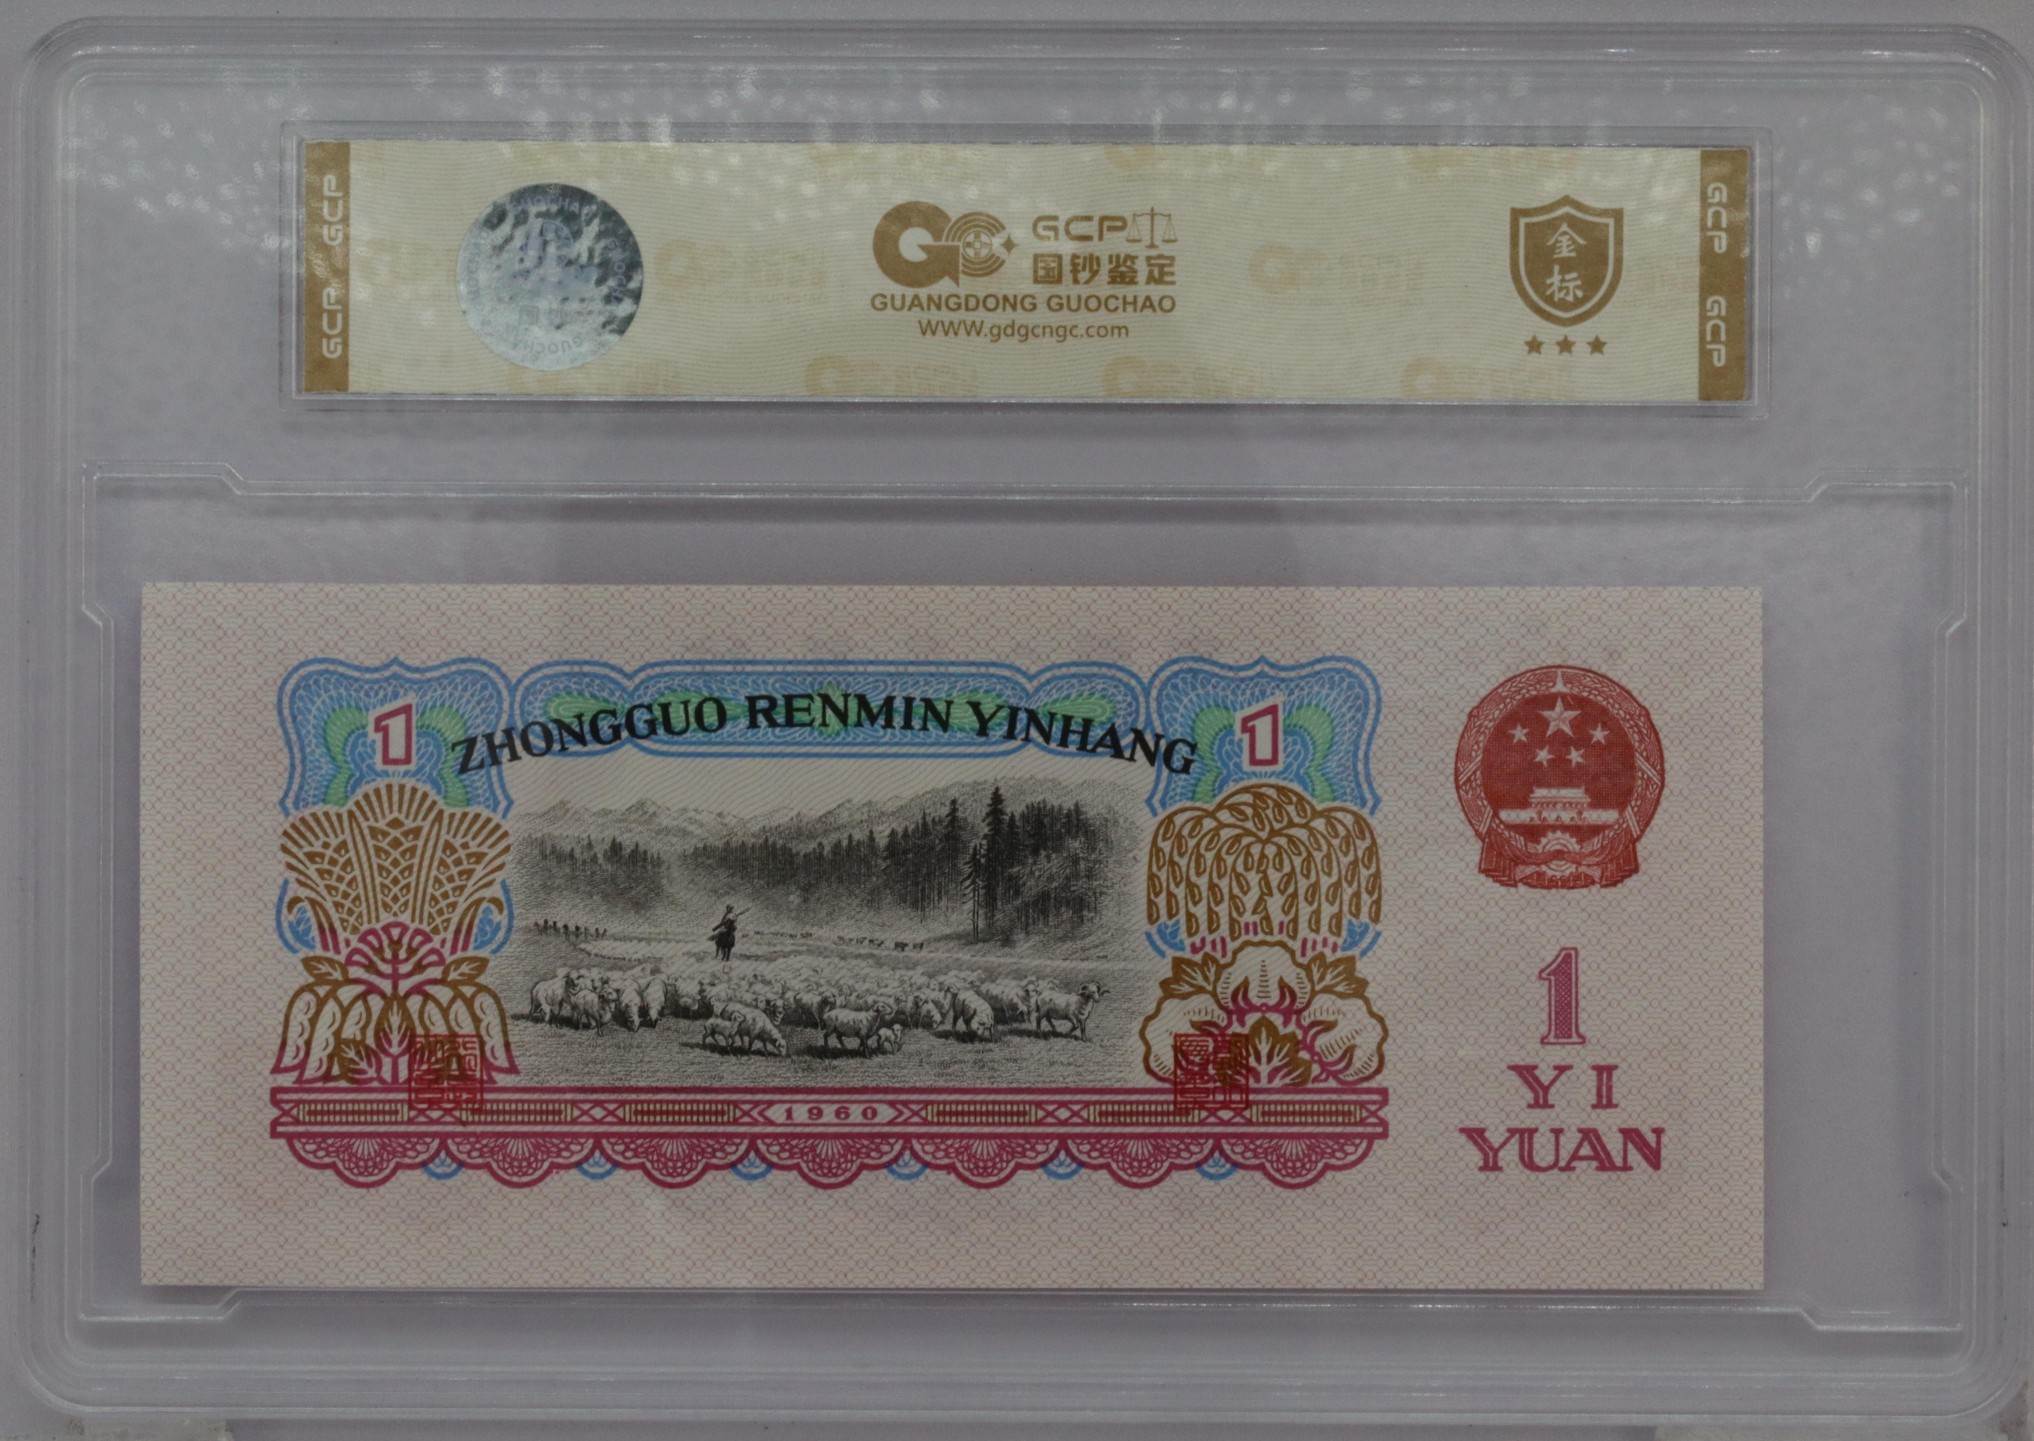 GCP GCP
GCP
国钞鉴定
GUANGDONG GUOCHAO
WWW.gdgcngc.com
金
标
GCP GCP
1
ZHONGGUO RENMIN YINHANG
1
1960
1
YI
YUAN